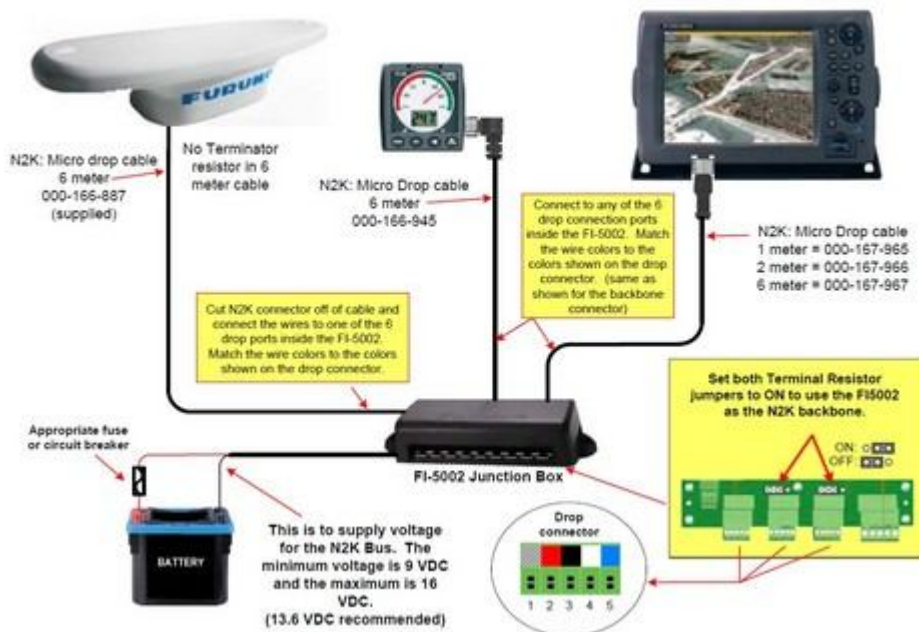 FURUNO
N2K: Micro drop cable
6 meter
000-166-887
(supplied)
No Terminator
resistor in 6
meter cable
N2K: Micro Drop cable
6 meter
000-166-945
Connect to any of the 6
drop connection ports
inside the FI-5002. Match
the wire colors to the
colors shown on the drop
connector. (same as
shown for the backbone
connector)
N2K: Micro Drop cable
1 meter = 000-167-965
2 meter = 000-167-966
6 meter = 000-167-967
Cut N2K connector off of cable and
connect the wires to one of the 6
drop ports inside the FI-5002.
Match the wire colors to the colors
shown on the drop connector.
Set both Terminal Resistor
jumpers to ON to use the FI5002
as the N2K backbone.
ON:
OFF:
Appropriate fuse
or circuit breaker
FI-5002 Junction Box
BATTERY
This is to supply voltage
for the N2K Bus. The
minimum voltage is 9 VDC
and the maximum is 16
VDC.
(13.6 VDC recommended)
Drop
connector
1 2 3 4 5